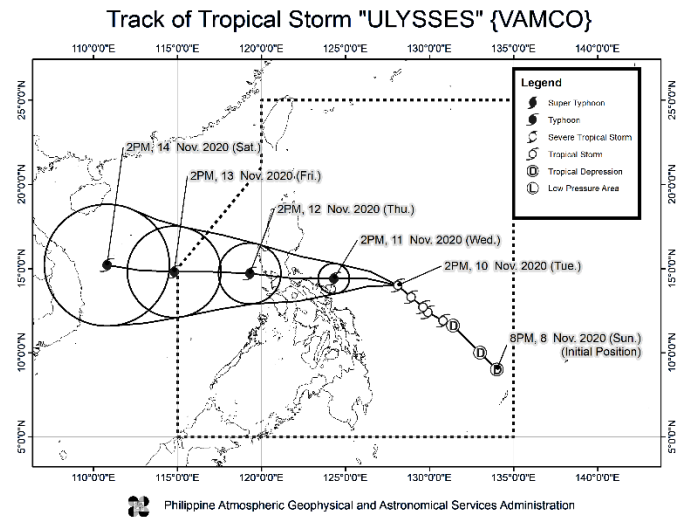 Track of Tropical Storm "ULYSSES" {VAMCO}
110°0'0"E 115°0'0"E 120°0'0"E 125°0'0"E 130°0'0"E 135°0'0"E 140°0'0"E
25°0'0"N
20°0'0"N
15°0'0"N
10°0'0"N
5°0'0"N
Legend
Super Typhoon
Typhoon
Severe Tropical Storm
Tropical Storm
D Tropical Depression
L Low Pressure Area
25°0'0"N
20°0'0"N
15°0'0"N
10°0'0"N
5°0'0"N
2PM, 14 Nov. 2020 (Sat.)
2PM, 13 Nov. 2020 (Fri.)
2PM, 12 Nov. 2020 (Thu.)
2PM, 11 Nov. 2020 (Wed.)
2PM, 10 Nov. 2020 (Tue.)
D
D
D
8PM, 8 Nov. 2020 (Sun.)
(Initial Position)
110°0'0"E 115°0'0"E 120°0'0"E 125°0'0"E 130°0'0"E 135°0'0"E 140°0'0"E
Philippine Atmospheric Geophysical and Astronomical Services Administration